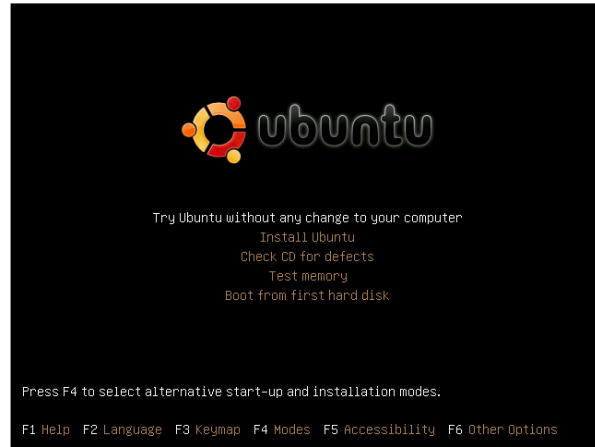 ubuntu
Try Ubuntu without any change to your computer
Install Ubuntu
Check CD for defects
Test memory
Boot from first hard disk
Press F4 to select alternative start-up and installation modes.
F1 Help F2 Language F3 Keymap F4 Modes F5 Accessibility F6 Other Options